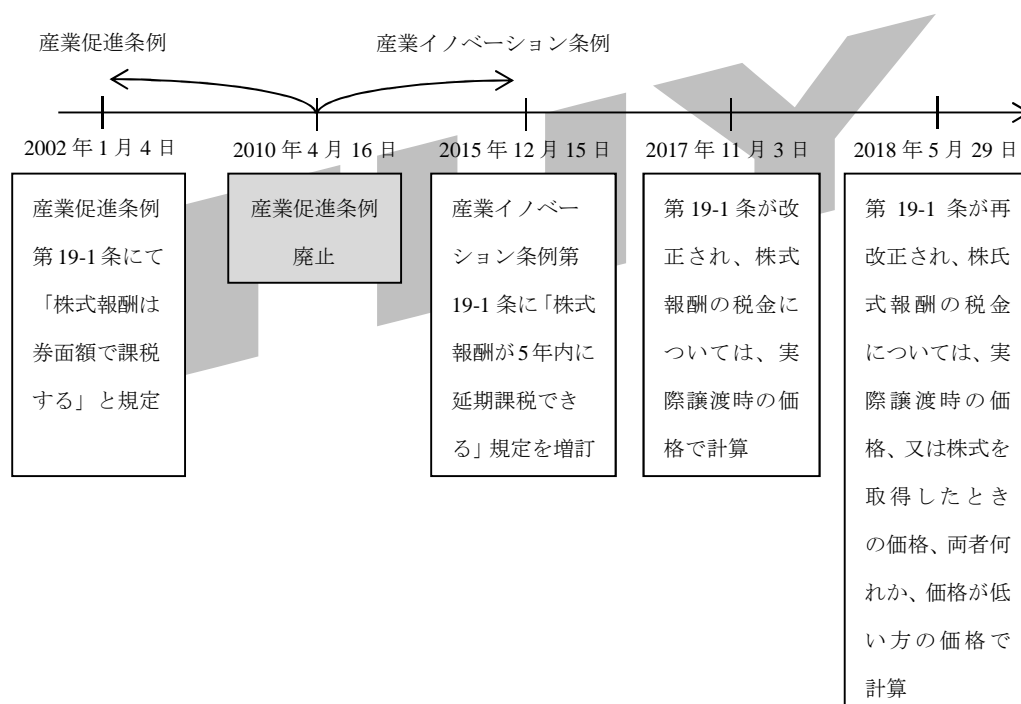 産業促進条例
産業イノベーション条例
2002 年 1 月 4 日
2010 年 4 月 16 日
2015 年 12 月 15 日
2017 年 11 月 3 日
2018 年 5 月 29 日
産業促進条例
第 19-1 条にて
「株式報酬は
券面額で課税
する」と規定
産業促進条例
廃止
産業イノベー
ション条例第
19-1 条に「株式
報酬が 5 年内に
延期課税でき
る」規定を増訂
第 19-1 条が改
正され、株式
報酬の税金に
ついては、実
際譲渡時の価
格で計算
第 19-1 条が再
改正され、株氏
式報酬の税金
については、実
際譲渡時の価
格、又は株式を
取得したとき
の価格、両者何
れか、価格が低
い方の価格で
計算